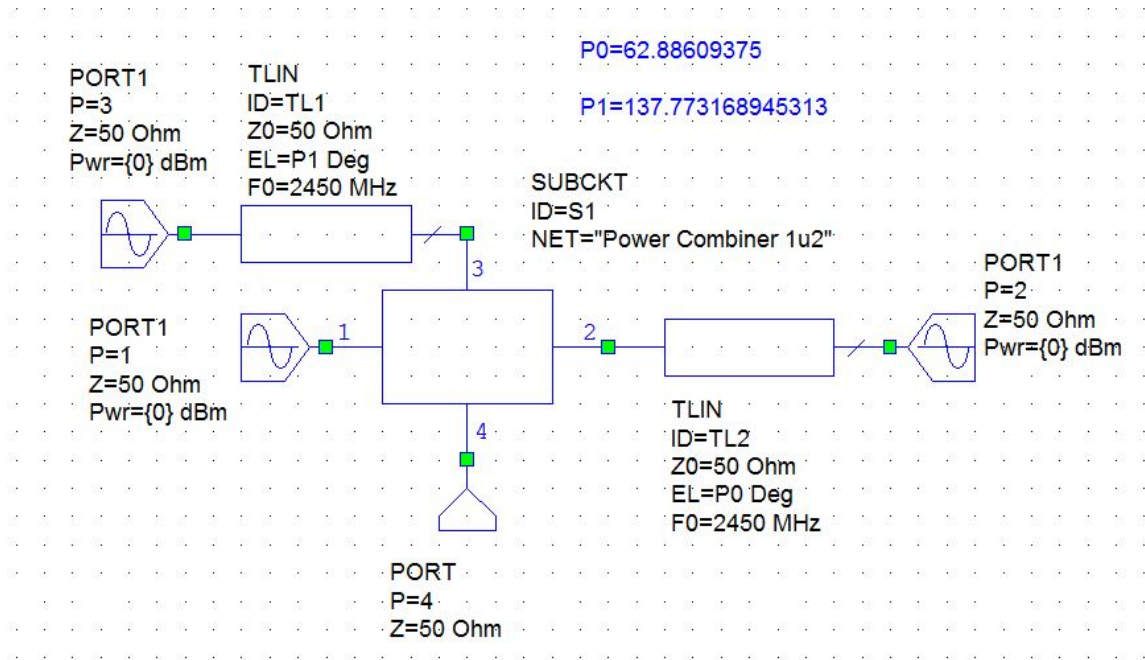 P0=62.88609375
P1=137.773168945313
PORT1
P=3
Z=50 Ohm
Pwr={0} dBm
TLIN
ID=TL1
Z0=50 Ohm
EL=P1 Deg
F0=2450 MHz
SUBCKT
ID=S1
NET="Power Combiner 1u2"
3
PORT1
P=1
Z=50 Ohm
Pwr={0} dBm
1
2
PORT1
P=2
Z=50 Ohm
Pwr={0} dBm
4
TLIN
ID=TL2
Z0=50 Ohm
EL=P0 Deg
F0=2450 MHz
PORT
P=4
Z=50 Ohm